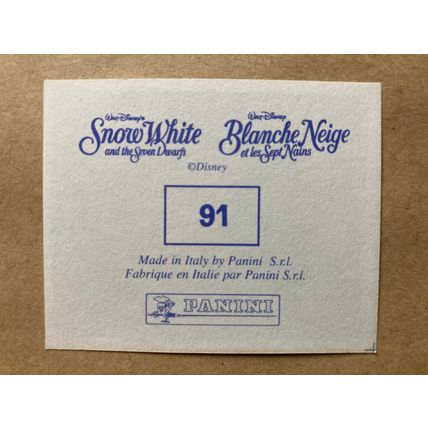 Walt Disney's
Snow White
and the Seven Dwarfs
Walt Disney
Blanche Neige
et les Sept Nains
©Disney
91
Made in Italy by Panini S.r.l.
Fabrique en Italie par Panini S.r.l.
PANINI